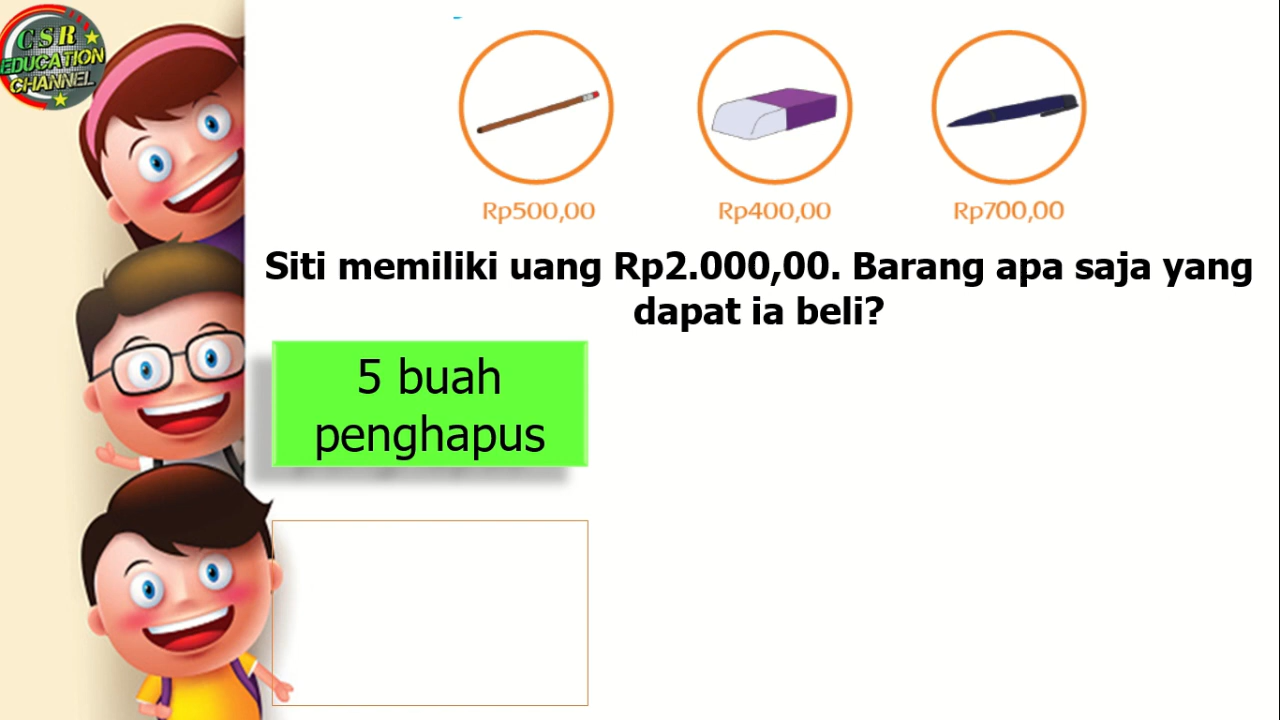 CSR
EDUCATION
CHANNEL
Rp500,00 Rp400,00 Rp700,00
Siti memiliki uang Rp2.000,00. Barang apa saja yang
dapat ia beli?
5 buah
penghapus